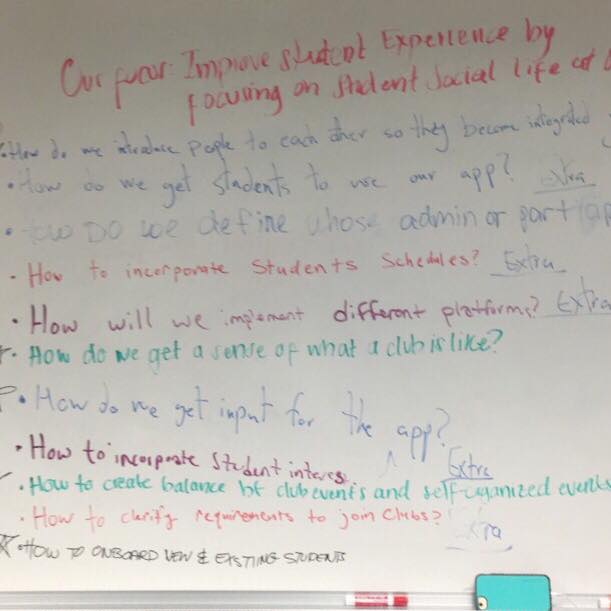 Our focus: Improve student Experience by
focusing on student social life at
• How do we introduce people to each other so they become integrated
• How do we get students to use our app? extra
• How DO we define whose admin or part
• How to incorporate Students Schedules? Extra
• How will we implement different platforms? Extra
• How do we get a sense of what a club is like?
• How do we get input for the app?
• How to incorporate Student interess Extra
• How to create balance bt club events and self-organized events
• How to clarify requirements to join clubs? Extra
• HOW TO ONBOARD NEW & EXISTING STUDENTS